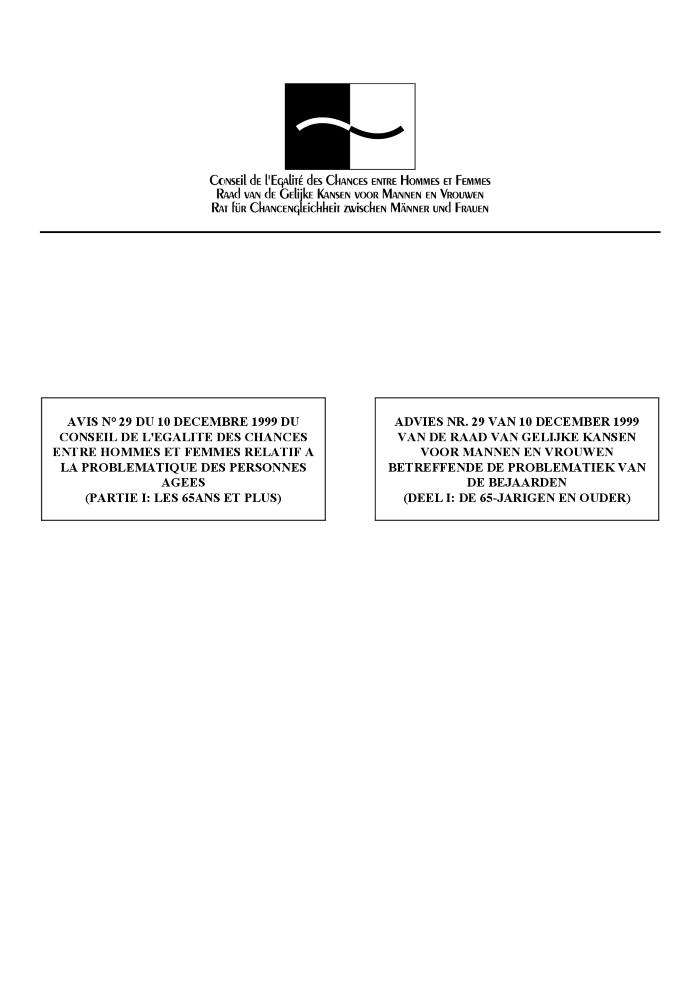 Conseil de l'Egalité des Chances entre Hommes et Femmes
Raad van de Gelijke Kansen voor Mannen en Vrouwen
Rat für Chancengleichheit zwischen Männer und Frauen
AVIS N° 29 DU 10 DECEMBRE 1999 DU
CONSEIL DE L'EGALITE DES CHANCES
ENTRE HOMMES ET FEMMES RELATIF A
LA PROBLEMATIQUE DES PERSONNES
AGEES
(PARTIE I: LES 65ANS ET PLUS)
ADVIES NR. 29 VAN 10 DECEMBER 1999
VAN DE RAAD VAN GELIJKE KANSEN
VOOR MANNEN EN VROUWEN
BETREFFENDE DE PROBLEMATIEK VAN
DE BEJAARDEN
(DEEL I: DE 65-JARIGEN EN OUDER)